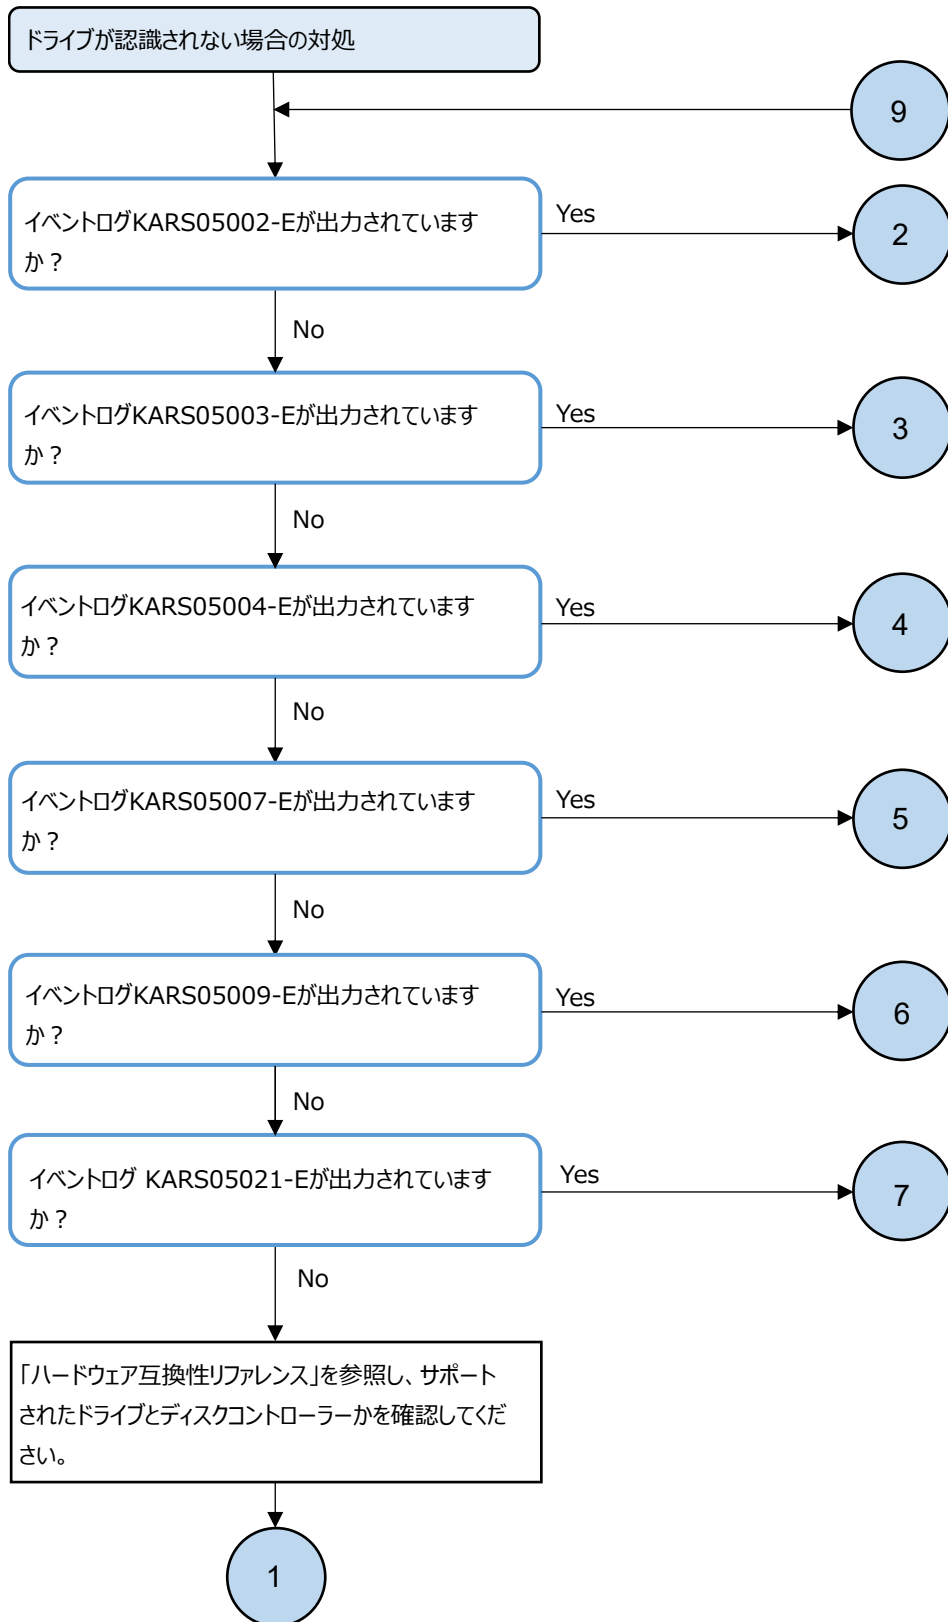 ドライブが認識されない場合の対処
9
イベントログKARS05002-Eが出力されています
か？
Yes
2
No
イベントログKARS05003-Eが出力されています
か？
Yes
3
No
イベントログKARS05004-Eが出力されています
か？
Yes
4
No
イベントログKARS05007-Eが出力されています
か？
Yes
5
No
イベントログKARS05009-Eが出力されています
か？
Yes
6
No
イベントログ KARS05021-Eが出力されています
か？
Yes
7
No
「ハードウェア互換性リファレンス」を参照し、サポート
されたドライブとディスクコントローラーかを確認してくだ
さい。
1